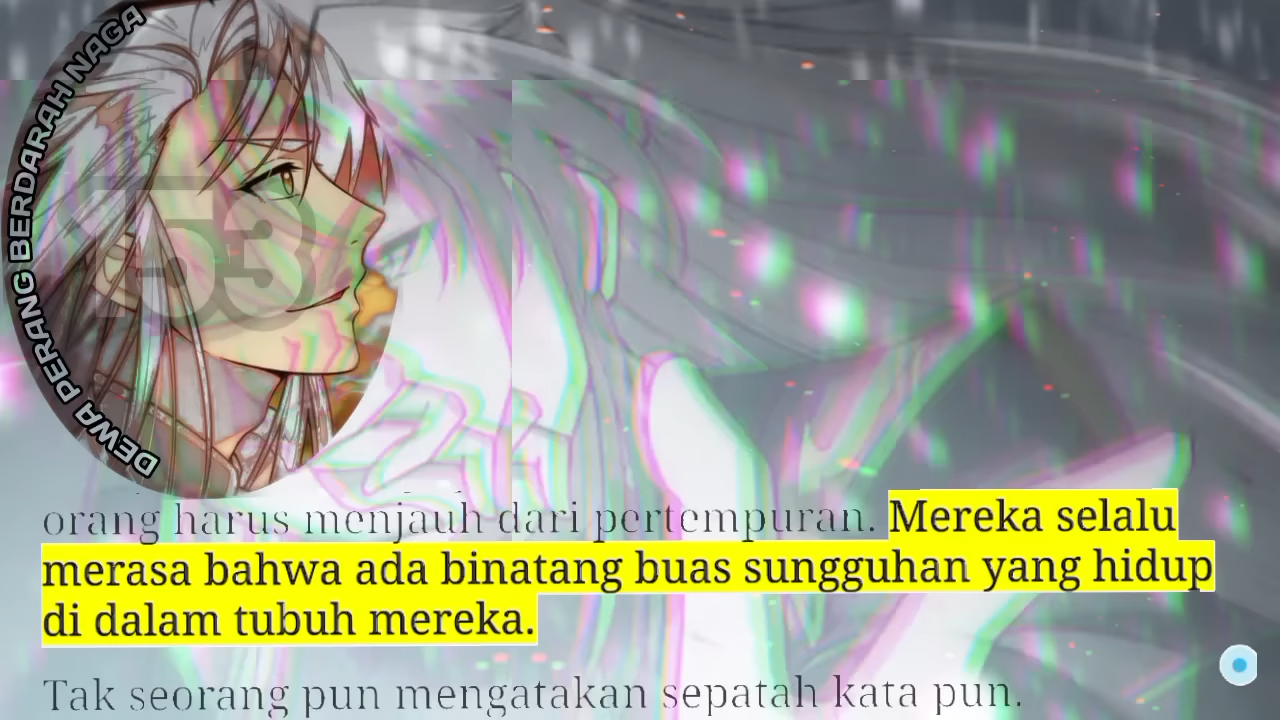 DEWA PERANG BERDARAH NAGA
153
orang harus menjauh dari pertempuran. Mereka selalu
merasa bahwa ada binatang buas sungguhan yang hidup
di dalam tubuh mereka.
Tak seorang pun mengatakan sepatah kata pun.